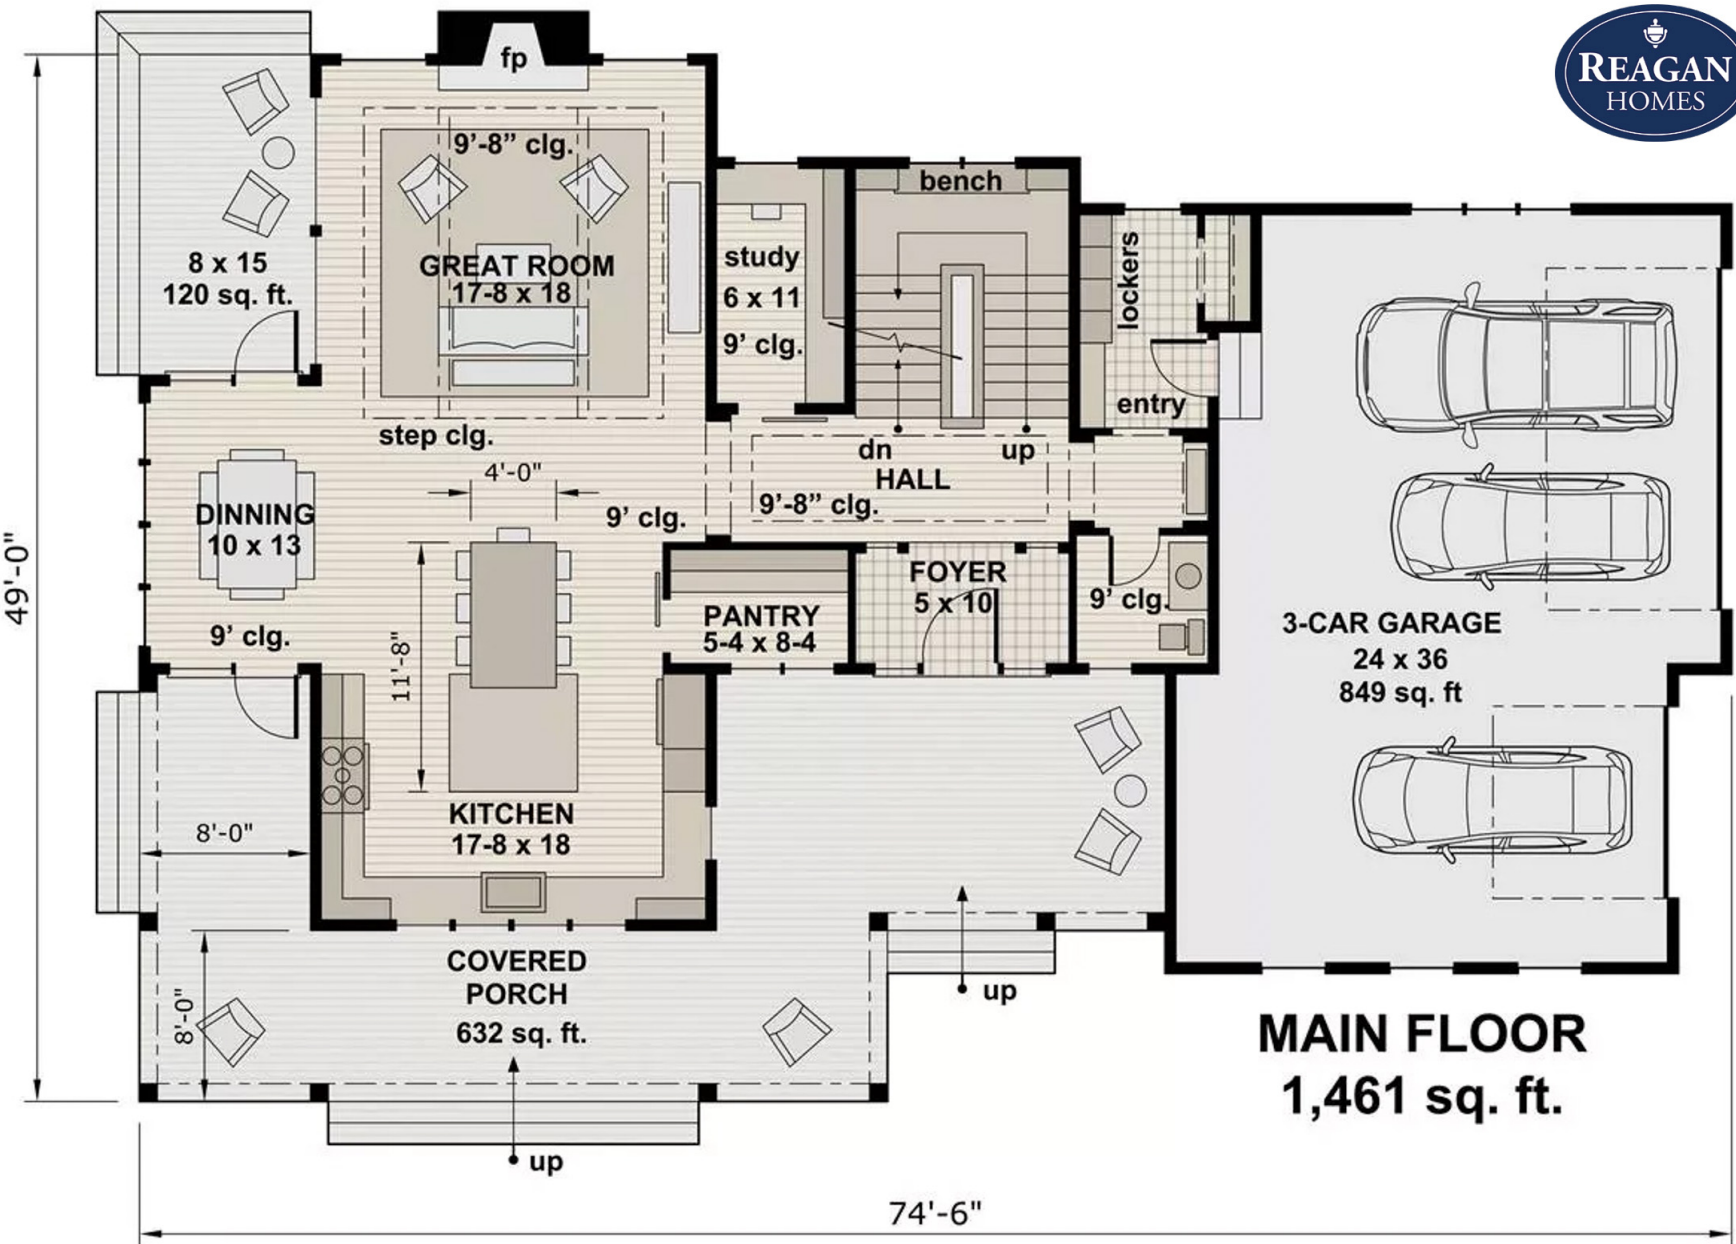 REAGAN
HOMES
fp
9'-8” clg.
bench
8 x 15
120 sq. ft.
GREAT ROOM
17-8 x 18
study
6 x 11
9’ clg.
lockers
entry
step clg.
4'-0"
dn
up
HALL
9'-8” clg.
9’ clg.
DINNING
10 x 13
9’ clg.
49'-0"
11'-8"
PANTRY
5-4 x 8-4
FOYER
5 x 10
9’ clg.
3-CAR GARAGE
24 x 36
849 sq. ft
8'-0"
KITCHEN
17-8 x 18
8'-0"
COVERED
PORCH
632 sq. ft.
up
up
MAIN FLOOR
1,461 sq. ft.
74'-6"